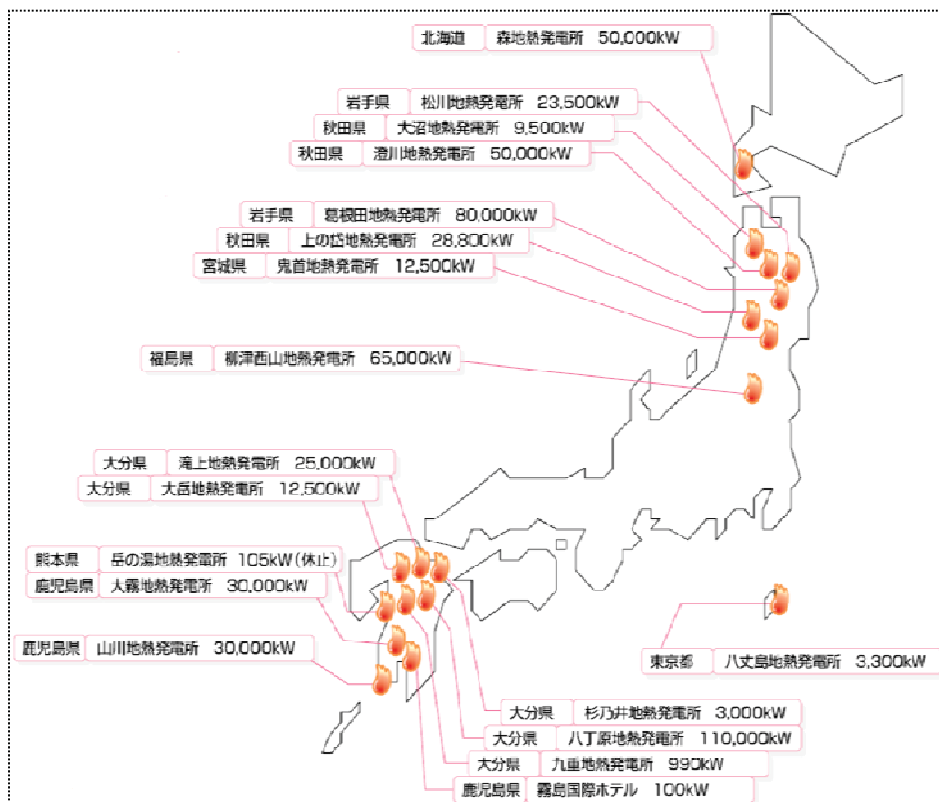 北海道 森地熱発電所 50,000kW
岩手県 松川地熱発電所 23,500kW
秋田県 大沼地熱発電所 9,500kW
秋田県 澄川地熱発電所 50,000kW
岩手県 葛根田地熱発電所 80,000kW
秋田県 上の岱地熱発電所 28,800kW
宮城県 鬼首地熱発電所 12,500kW
福島県 柳津西山地熱発電所 65,000kW
大分県 滝上地熱発電所 25,000kW
大分県 大岳地熱発電所 12,500kW
熊本県 岳の湯地熱発電所 105kW(休止)
鹿児島県 大霧地熱発電所 30,000kW
鹿児島県 山川地熱発電所 30,000kW
東京都 八丈島地熱発電所 3,300kW
大分県 杉乃井地熱発電所 3,000kW
大分県 八丁原地熱発電所 110,000kW
大分県 九重地熱発電所 990kW
鹿児島県 霧島国際ホテル 100kW